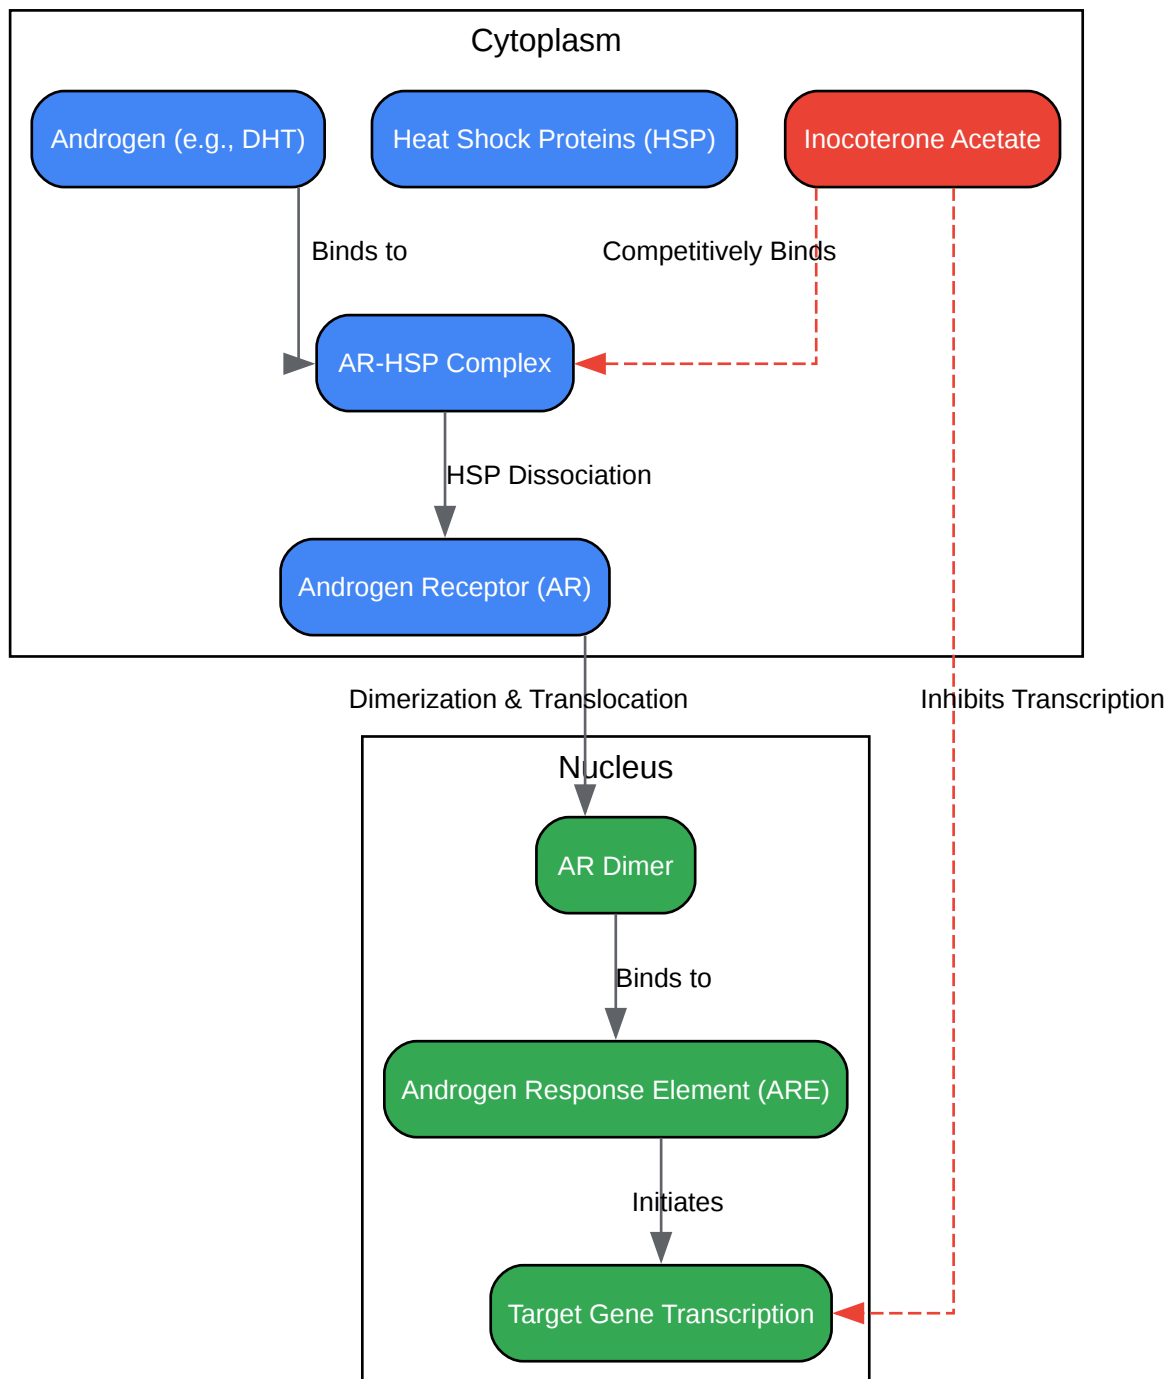 Cytoplasm
Androgen (e.g., DHT)
Heat Shock Proteins (HSP)
Inocoterone Acetate
Binds to
Competitively Binds
AR-HSP Complex
HSP Dissociation
Androgen Receptor (AR)
Dimerization & Translocation
Inhibits Transcription
Nucleus
AR Dimer
Binds to
Androgen Response Element (ARE)
Initiates
Target Gene Transcription